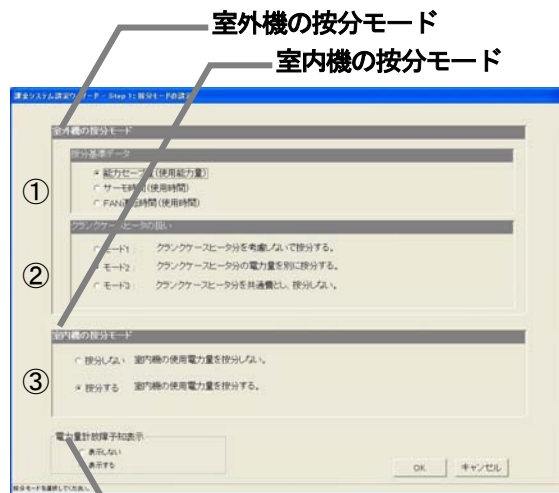 室外機の按分モード
室内機の按分モード
課金システム設定ウィザード - Step 1: 按分モードの設定
室外機の按分モード
按分基準データ
①
能力セーブ量(使用能力量)
サーモ時間(使用時間)
FAN運転時間(使用時間)
クランクケースヒータの扱い
②
モード1: クランクケースヒータ分を考慮しないで按分する。
モード2: クランクケースヒータ分の電力量を別に按分する。
モード3: クランクケースヒータ分を共通費とし、按分しない。
室内機の按分モード
③
按分しない 室内機の使用電力量を按分しない。
按分する 室内機の使用電力量を按分する。
電力量計故障予知表示
表示しない
表示する
OK キャンセル
按分モードを選択してください。